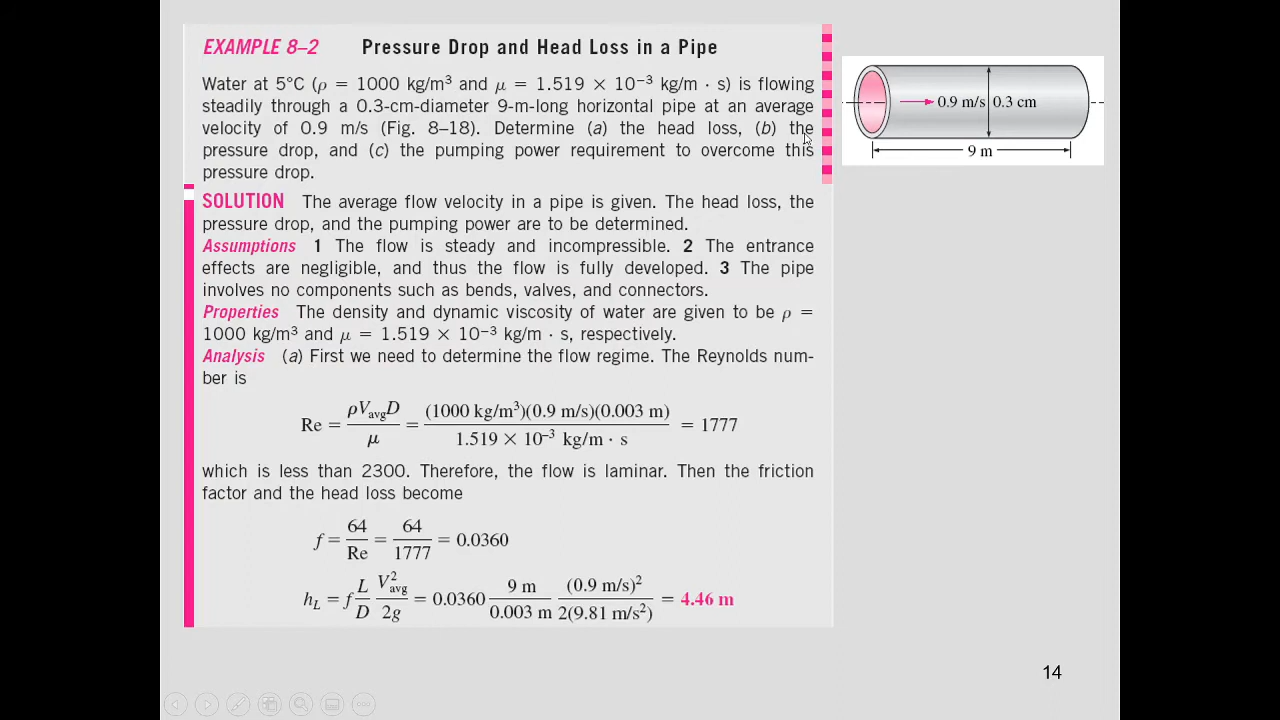 EXAMPLE 8–2 Pressure Drop and Head Loss in a Pipe
Water at 5°C (ρ = 1000 kg/m³ and μ = 1.519 × 10⁻³ kg/m · s) is flowing
steadily through a 0.3-cm-diameter 9-m-long horizontal pipe at an average
velocity of 0.9 m/s (Fig. 8–18). Determine (a) the head loss, (b) the
pressure drop, and (c) the pumping power requirement to overcome this
pressure drop.
0.9 m/s 0.3 cm
9 m
SOLUTION The average flow velocity in a pipe is given. The head loss, the
pressure drop, and the pumping power are to be determined.
Assumptions 1 The flow is steady and incompressible. 2 The entrance
effects are negligible, and thus the flow is fully developed. 3 The pipe
involves no components such as bends, valves, and connectors.
Properties The density and dynamic viscosity of water are given to be ρ =
1000 kg/m³ and μ = 1.519 × 10⁻³ kg/m · s, respectively.
Analysis (a) First we need to determine the flow regime. The Reynolds num-
ber is
Re = ρV_avg D / μ = (1000 kg/m³)(0.9 m/s)(0.003 m) / 1.519 × 10⁻³ kg/m · s = 1777
which is less than 2300. Therefore, the flow is laminar. Then the friction
factor and the head loss become
f = 64 / Re = 64 / 1777 = 0.0360
h_L = f L / D V²_avg / 2g = 0.0360 9 m / 0.003 m (0.9 m/s)² / 2(9.81 m/s²) = 4.46 m
14